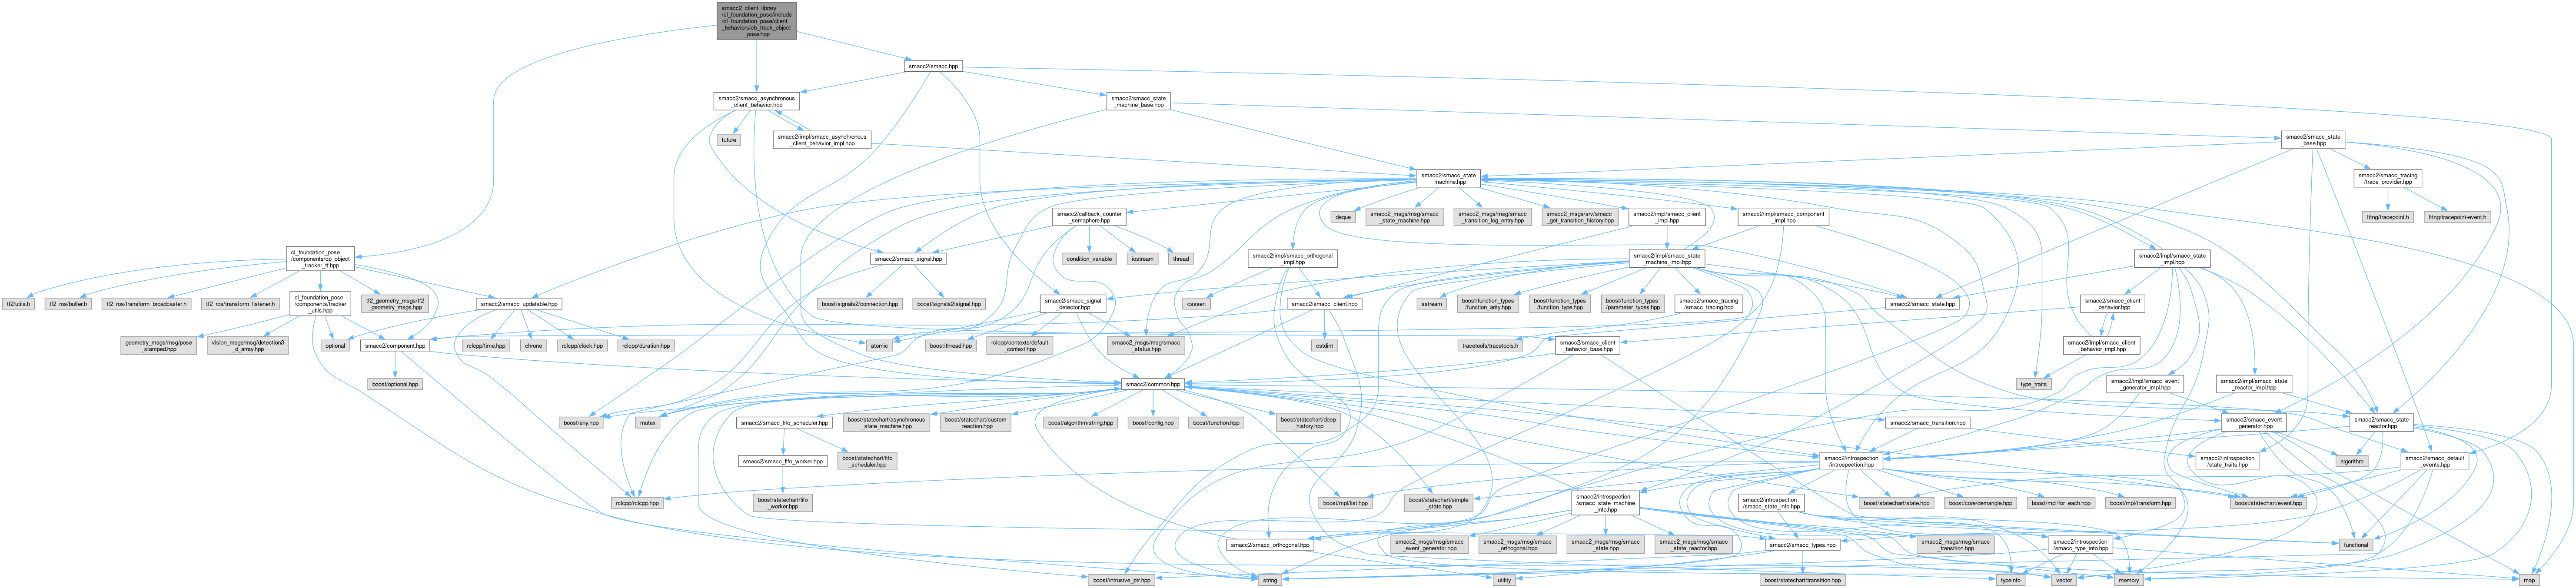 smacc2_client_library
/cl_foundation_pose/include
/cl_foundation_pose/client
_behaviors/cb_track_object
_pose.hpp
smacc2/smacc.hpp
smacc2/smacc_asynchronous
_client_behavior.hpp
smacc2/smacc_state
_machine_base.hpp
future
smacc2/impl/smacc_asynchronous
_client_behavior_impl.hpp
smacc2/smacc_state
_base.hpp
smacc2/smacc_state
_machine.hpp
smacc2/smacc_tracing
/trace_provider.hpp
smacc2/callback_counter
_semaphore.hpp
deque
smacc2_msgs/msg/smacc
_state_machine.hpp
smacc2_msgs/msg/smacc
_transition_log_entry.hpp
smacc2_msgs/srv/smacc
_get_transition_history.hpp
smacc2/impl/smacc_client
_impl.hpp
smacc2/impl/smacc_component
_impl.hpp
lttng/tracepoint.h
lttng/tracepoint-event.h
cl_foundation_pose
/components/cp_object
_tracker_tf.hpp
smacc2/smacc_signal.hpp
condition_variable
iostream
thread
smacc2/impl/smacc_orthogonal
_impl.hpp
smacc2/impl/smacc_state
_machine_impl.hpp
smacc2/impl/smacc_state
_impl.hpp
tf2/utils.h
tf2_ros/buffer.h
tf2_ros/transform_broadcaster.h
tf2_ros/transform_listener.h
cl_foundation_pose
/components/tracker
_utils.hpp
tf2_geometry_msgs/tf2
_geometry_msgs.hpp
smacc2/smacc_updatable.hpp
boost/signals2/connection.hpp
boost/signals2/signal.hpp
smacc2/smacc_signal
_detector.hpp
cassert
smacc2/smacc_client.hpp
sstream
boost/function_types
/function_arity.hpp
boost/function_types
/function_type.hpp
boost/function_types
/parameter_types.hpp
smacc2/smacc_tracing
/smacc_tracing.hpp
smacc2/smacc_state.hpp
smacc2/smacc_client
_behavior.hpp
geometry_msgs/msg/pose
_stamped.hpp
vision_msgs/msg/detection3
_d_array.hpp
optional
smacc2/component.hpp
rclcpp/time.hpp
chrono
rclcpp/clock.hpp
rclcpp/duration.hpp
atomic
boost/thread.hpp
rclcpp/contexts/default
_context.hpp
smacc2_msgs/msg/smacc
_status.hpp
cstdint
tracetools/tracetools.h
smacc2/smacc_client
_behavior_base.hpp
smacc2/impl/smacc_client
_behavior_impl.hpp
boost/optional.hpp
smacc2/common.hpp
type_traits
smacc2/impl/smacc_event
_generator_impl.hpp
smacc2/impl/smacc_state
_reactor_impl.hpp
boost/any.hpp
mutex
smacc2/smacc_fifo_scheduler.hpp
boost/statechart/asynchronous
_state_machine.hpp
boost/statechart/custom
_reaction.hpp
boost/algorithm/string.hpp
boost/config.hpp
boost/function.hpp
boost/statechart/deep
_history.hpp
smacc2/smacc_transition.hpp
smacc2/smacc_event
_generator.hpp
smacc2/smacc_state
_reactor.hpp
smacc2/smacc_fifo_worker.hpp
boost/statechart/fifo
_scheduler.hpp
smacc2/introspection
/introspection.hpp
smacc2/introspection
/state_traits.hpp
algorithm
smacc2/smacc_default
_events.hpp
rclcpp/rclcpp.hpp
boost/statechart/fifo
_worker.hpp
boost/mpl/list.hpp
boost/statechart/simple
_state.hpp
smacc2/introspection
/smacc_state_machine
_info.hpp
smacc2/introspection
/smacc_state_info.hpp
boost/statechart/state.hpp
boost/core/demangle.hpp
boost/mpl/for_each.hpp
boost/mpl/transform.hpp
boost/statechart/event.hpp
smacc2/smacc_orthogonal.hpp
smacc2_msgs/msg/smacc
_event_generator.hpp
smacc2_msgs/msg/smacc
_orthogonal.hpp
smacc2_msgs/msg/smacc
_state.hpp
smacc2_msgs/msg/smacc
_state_reactor.hpp
smacc2/smacc_types.hpp
smacc2_msgs/msg/smacc
_transition.hpp
smacc2/introspection
/smacc_type_info.hpp
functional
boost/intrusive_ptr.hpp
string
utility
boost/statechart/transition.hpp
typeinfo
vector
memory
map